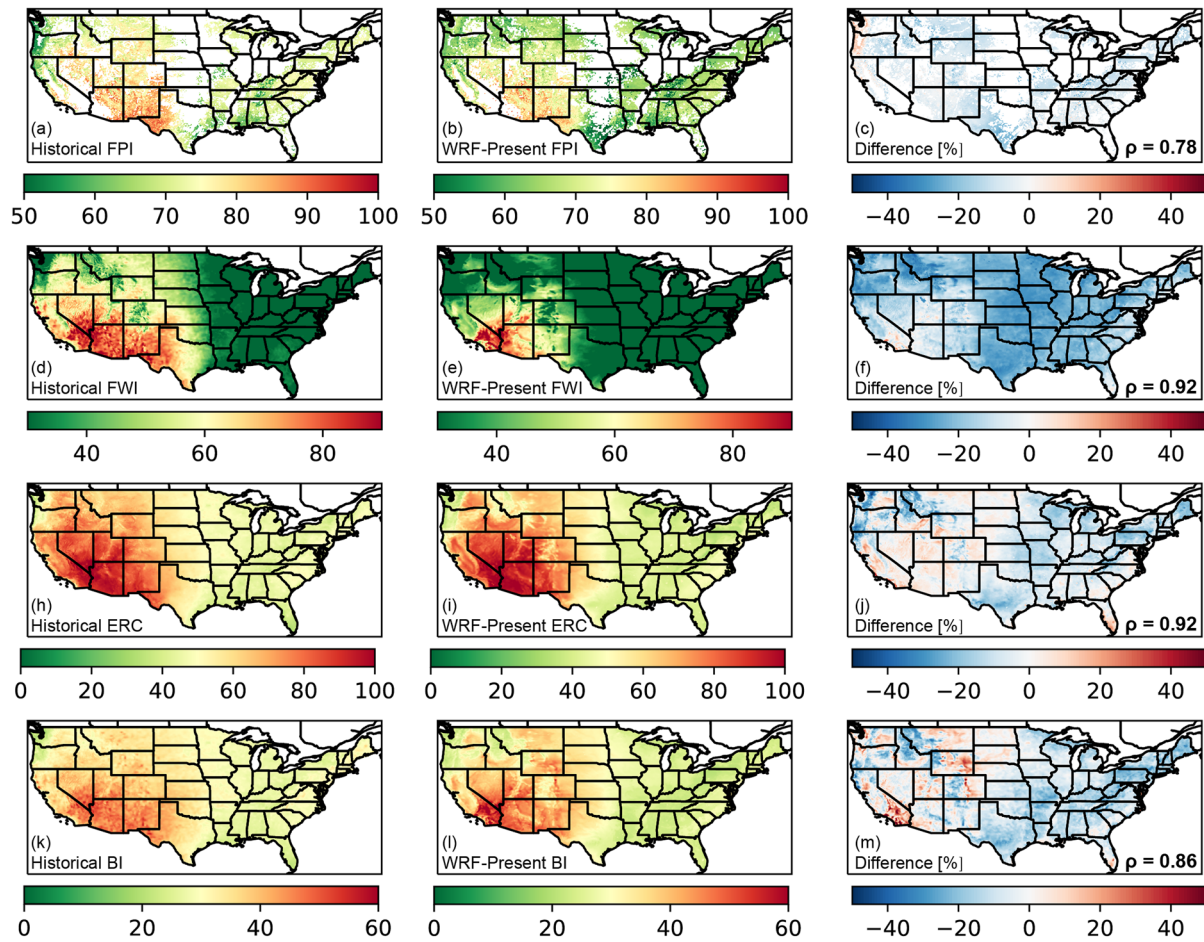 (a)
Historical FPI
(b)
WRF-Present FPI
(c)
Difference [%]
ρ = 0.78
50 60 70 80 90 100
50 60 73 80 90 100
−40 −20 0 20 40
(d)
Historical FWI
(e)
WRF-Present FWI
(f)
Difference [%]
ρ = 0.92
40 60 80
40 60 80
−40 −20 0 20 40
(h)
Historical ERC
(i)
WRF-Present ERC
(j)
Difference [%]
ρ = 0.92
0 20 40 60 80 100
0 20 40 60 80 100
−40 −20 0 20 40
(k)
Historical BI
(l)
WRF-Present BI
(m)
Difference [%]
ρ = 0.86
0 20 40 60
0 20 40 60
−40 −20 0 20 40